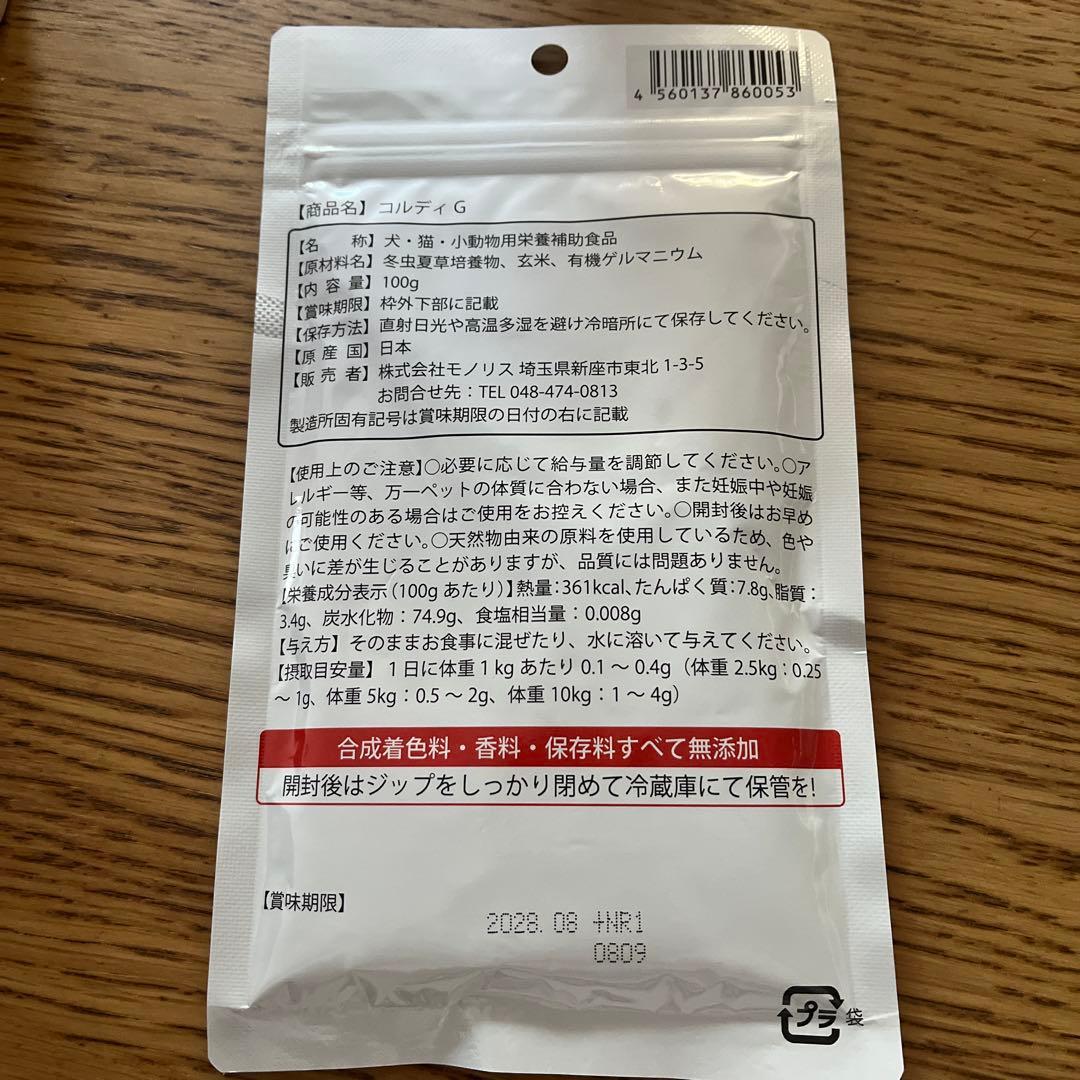 4 560137 860053
【商品名】 コルディ G
【名　称】 犬・猫・小動物用栄養補助食品
【原材料名】 冬虫夏草培養物、玄米、有機ゲルマニウム
【内 容 量】 100g
【賞味期限】 枠外下部に記載
【保存方法】 直射日光や高温多湿を避け冷暗所にて保存してください。
【原 産 国】 日本
【販 売 者】 株式会社モノリス 埼玉県新座市東北 1-3-5
お問合せ先：TEL 048-474-0813
製造所固有記号は賞味期限の日付の右に記載
【使用上のご注意】○必要に応じて給与量を調節してください。○ア
レルギー等、万一ペットの体質に合わない場合、また妊娠中や妊娠
の可能性のある場合はご使用をお控えください。○開封後はお早め
にご使用ください。○天然物由来の原料を使用しているため、色や
臭いに差が生じることがありますが、品質には問題ありません。
【栄養成分表示（100g あたり）】熱量：361kcal、たんぱく質：7.8g、脂質：
3.4g、炭水化物：74.9g、食塩相当量：0.008g
【与え方】そのままお食事に混ぜたり、水に溶いて与えてください。
【摂取目安量】 1 日に体重 1 kg あたり 0.1 ～ 0.4g（体重 2.5kg：0.25
～ 1g、体重 5kg：0.5 ～ 2g、体重 10kg：1 ～ 4g）
合成着色料・香料・保存料すべて無添加
開封後はジップをしっかり閉めて冷蔵庫にて保管を!
【賞味期限】
2028.08 +NR1
0809
プラ 袋